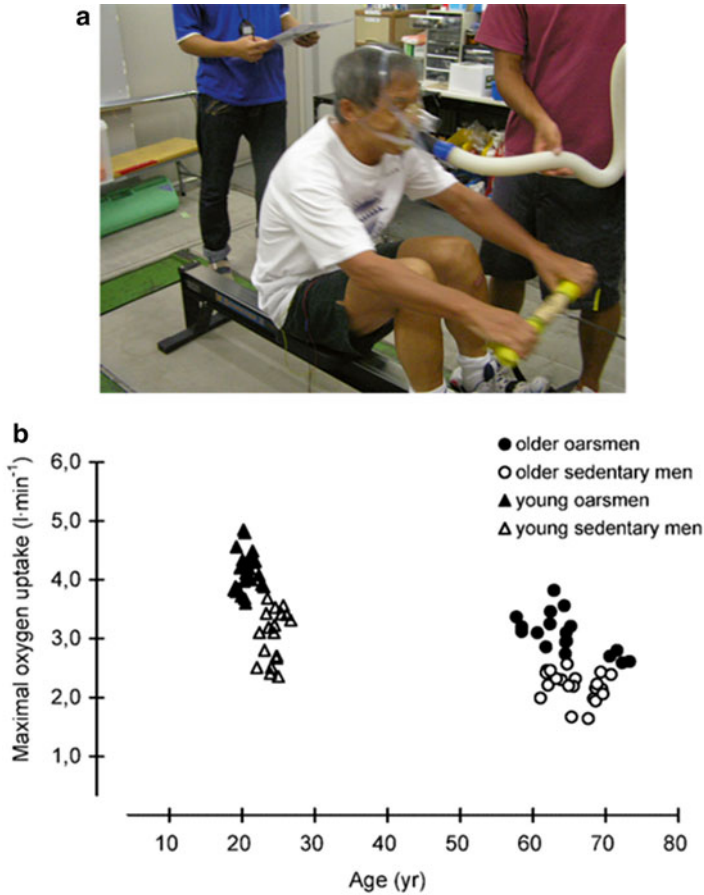 a
b
Maximal oxygen uptake (l·min⁻¹)
6,0
5,0
4,0
3,0
2,0
1,0
older oarsmen
older sedentary men
young oarsmen
young sedentary men
10 20 30 40 50 60 70 80
Age (yr)